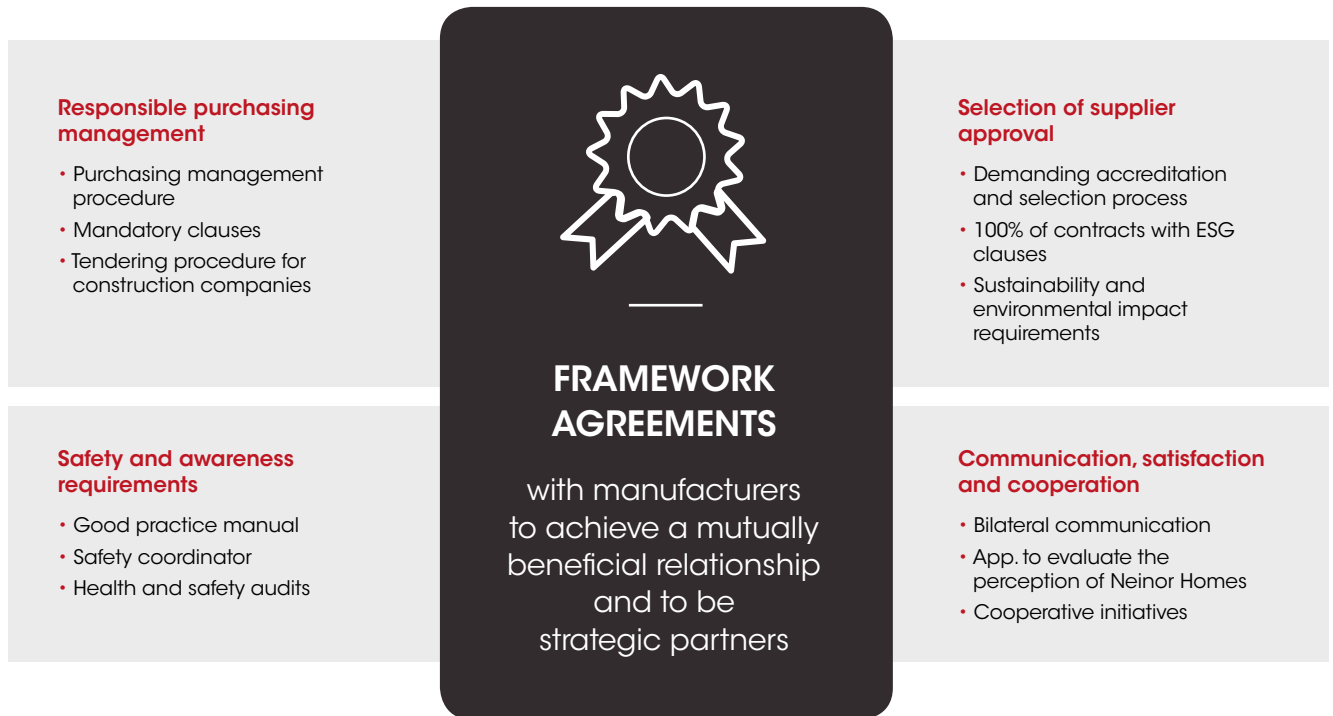 Responsible purchasing
management
• Purchasing management
procedure
• Mandatory clauses
• Tendering procedure for
construction companies
Safety and awareness
requirements
• Good practice manual
• Safety coordinator
• Health and safety audits
FRAMEWORK
AGREEMENTS
with manufacturers
to achieve a mutually
beneficial relationship
and to be
strategic partners
Selection of supplier
approval
• Demanding accreditation
and selection process
• 100% of contracts with ESG
clauses
• Sustainability and
environmental impact
requirements
Communication, satisfaction
and cooperation
• Bilateral communication
• App. to evaluate the
perception of Neinor Homes
• Cooperative initiatives